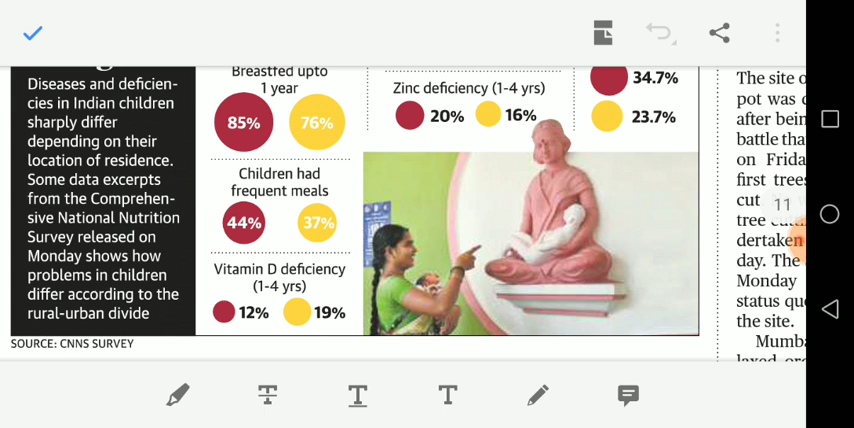 Diseases and deficien-
cies in Indian children
sharply differ
depending on their
location of residence.
Some data excerpts
from the Comprehen-
sive National Nutrition
Survey released on
Monday shows how
problems in children
differ according to the
rural-urban divide
SOURCE: CNNS SURVEY
Breastfed upto
1 year
85% 76%
Children had
frequent meals
44% 37%
Vitamin D deficiency
(1-4 yrs)
12% 19%
Zinc deficiency (1-4 yrs)
20% 16%
34.7%
23.7%
The site o
pot was
after bein
battle tha
on Frida
first trees
cut
tree
dertaken
day. The
Monday
status quo
the site.
Mumba
11
T T T